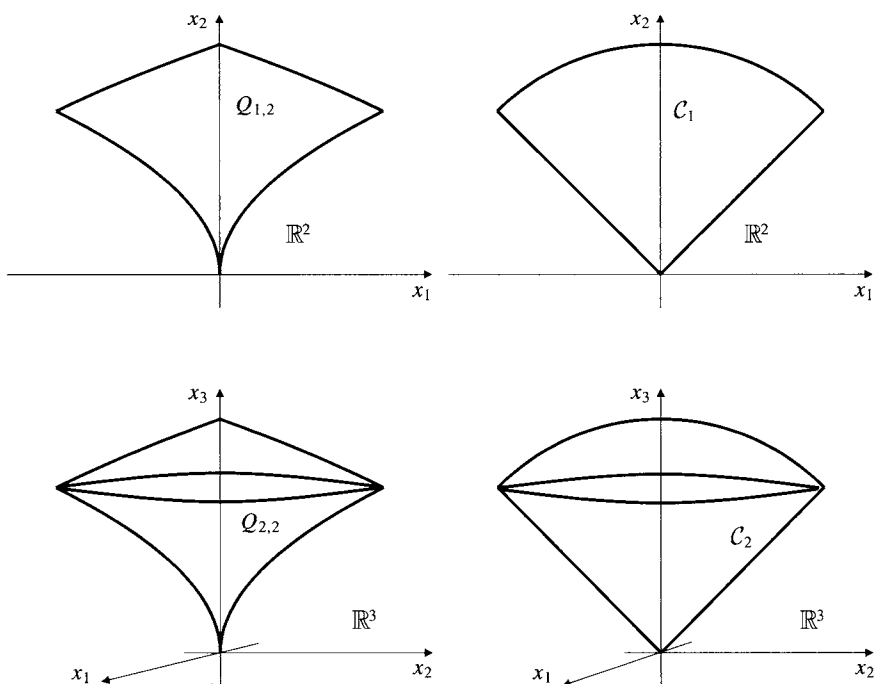 x₂ x₂
Q₁,₂ 𝒞₁
ℝ² ℝ²
x₁ x₁
x₃ x₃
Q₂,₂ 𝒞₂
ℝ³ ℝ³
x₁ x₂ x₁ x₂